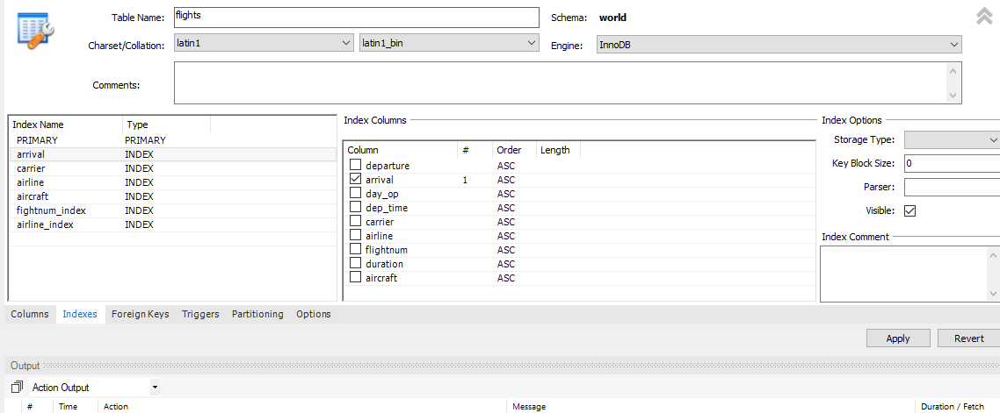 Table Name: flights Schema: world
Charset/Collation: latin1 latin1_bin Engine: InnoDB
Comments:
Index Name Type
PRIMARY PRIMARY
arrival INDEX
carrier INDEX
airline INDEX
aircraft INDEX
fightnum_index INDEX
airline_index INDEX
Index Columns
Column # Order Length
departure ASC
arrival 1 ASC
day_op ASC
dep_time ASC
carrier ASC
airline ASC
flightnum ASC
duration ASC
aircraft ASC
Index Options
Storage Type:
Key Block Size: 0
Parser:
Visible:
Index Comment
Columns Indexes Foreign Keys Triggers Partitioning Options
Apply Revert
Output
Action Output
# Time Action Message Duration / Fetch